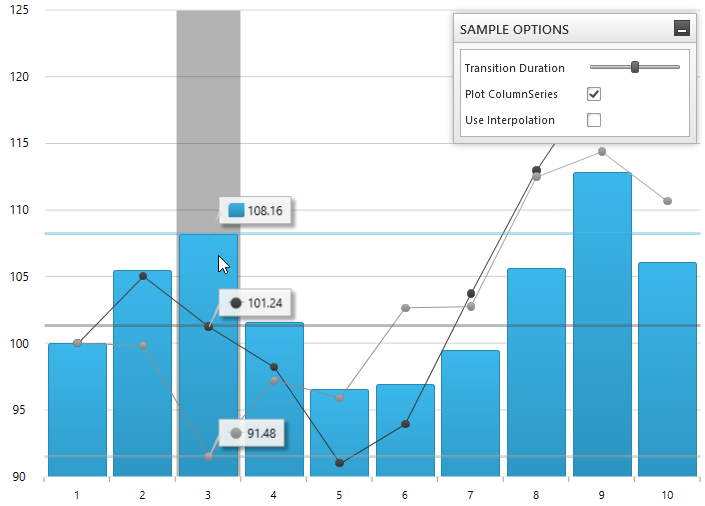 125
120
115
110
105
100
95
90
SAMPLE OPTIONS
Transition Duration
Plot ColumnSeries
Use Interpolation
108.16
101.24
91.48
1 2 3 4 5 6 7 8 9 10